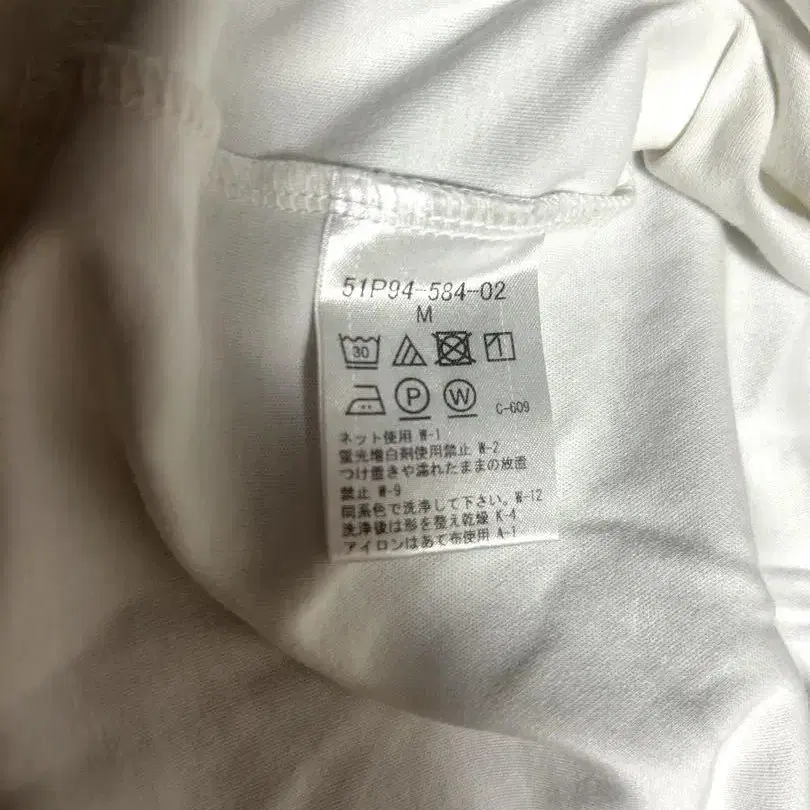 51P94-584-02
M
30
P W C-609
ネット使用 W-1
蛍光増白剤使用禁止 W-2
つけ置きや濡れたままの放置
禁止 W-9
同系色で洗浄して下さい。W-12
洗浄後は形を整え乾燥 K-4
アイロンはあて布使用 A-1